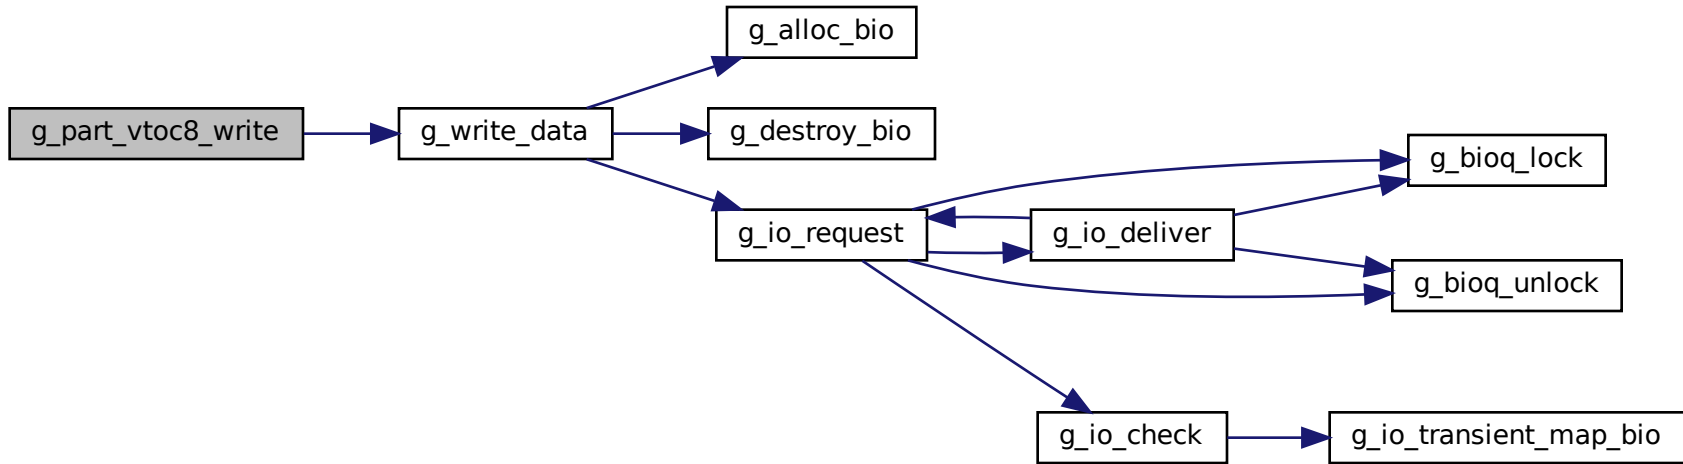 g_alloc_bio
g_part_vtoc8_write
g_write_data
g_destroy_bio
g_bioq_lock
g_io_request
g_io_deliver
g_bioq_unlock
g_io_check
g_io_transient_map_bio